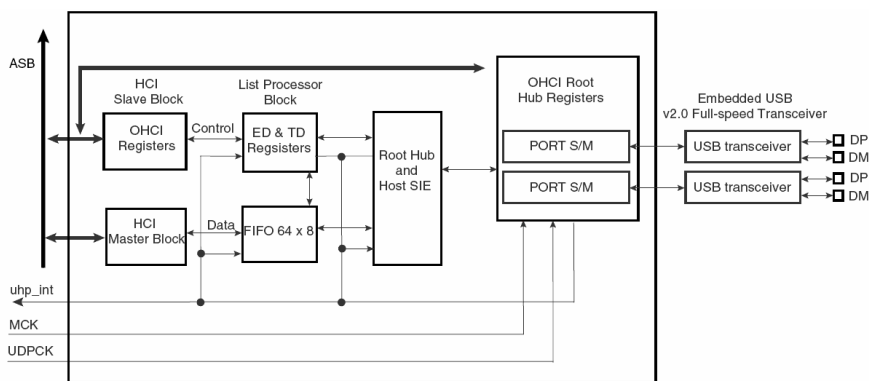 ASB
HCI
Slave Block
OHCI
Registers
Control
List Processor
Block
ED & TD
Regsisters
Root Hub
and
Host SIE
OHCI Root
Hub Registers
PORT S/M
PORT S/M
Embedded USB
v2.0 Full-speed Transceiver
USB transceiver
USB transceiver
DP
DM
DP
DM
HCI
Master Block
Data
FIFO 64 x 8
uhp_int
MCK
UDPCK